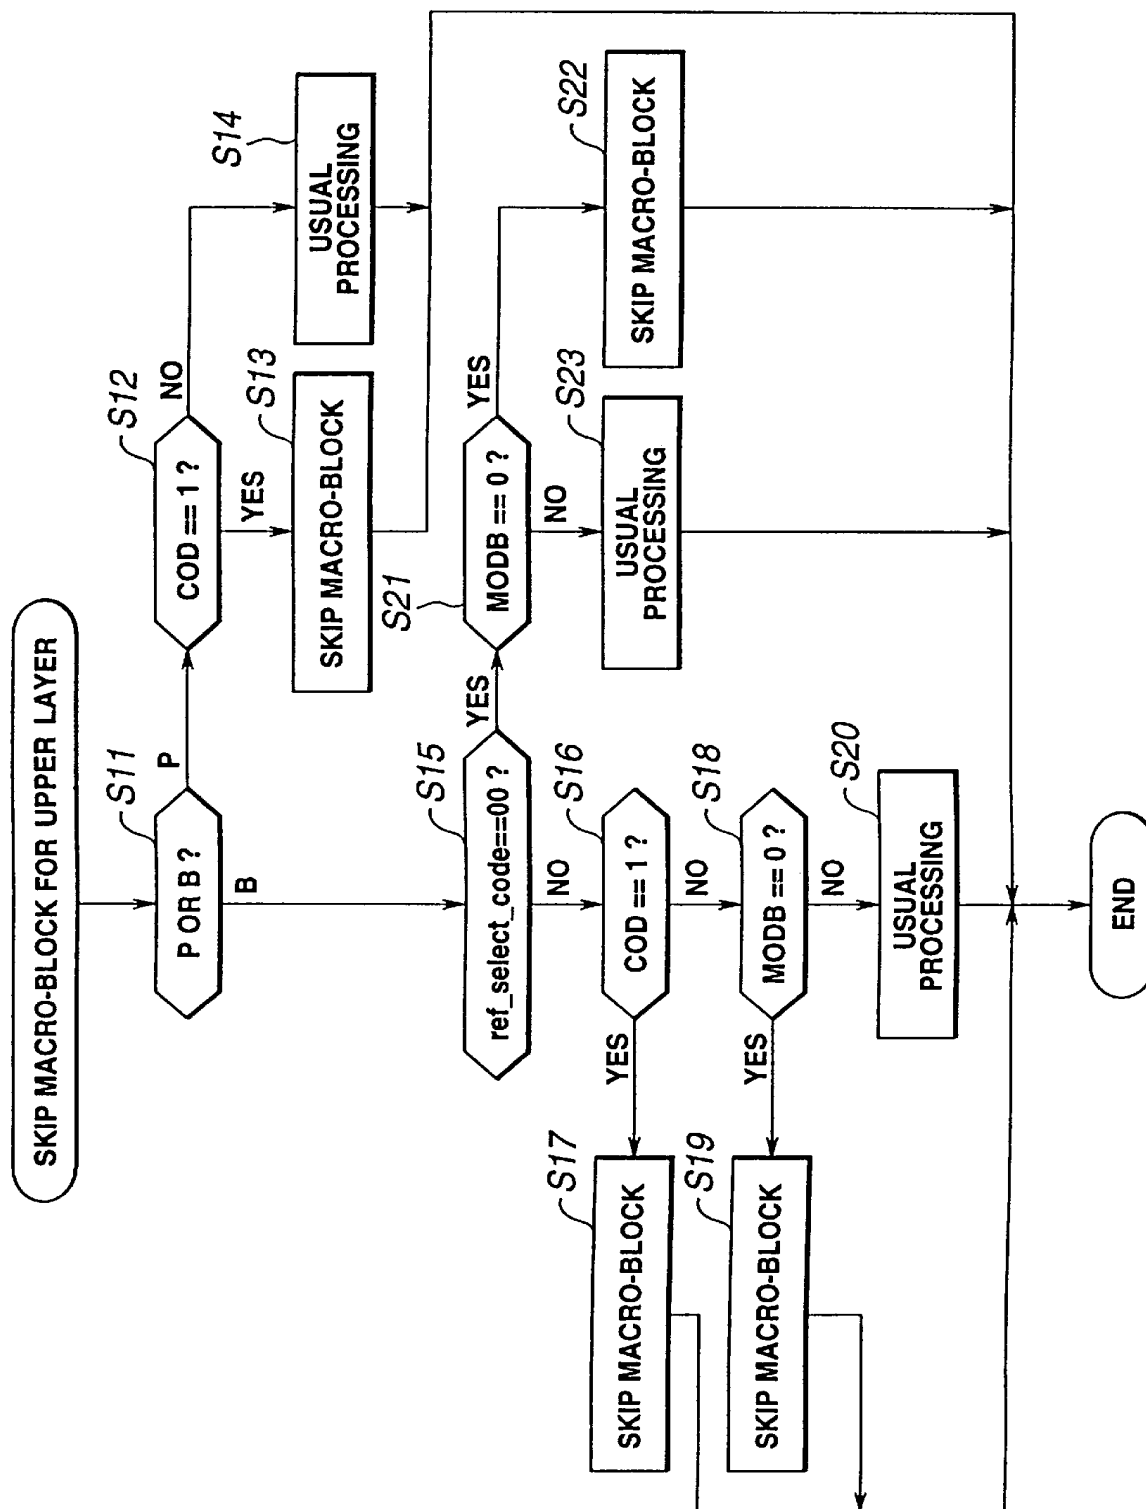 SKIP MACRO-BLOCK FOR UPPER LAYER
S11
P OR B ?
P
B
S12
COD == 1 ?
NO
YES
S13
SKIP MACRO-BLOCK
S14
USUAL
PROCESSING
S15
ref_select_code==00 ?
YES
NO
S21
MODB == 0 ?
YES
NO
S22
SKIP MACRO-BLOCK
S23
USUAL
PROCESSING
S16
COD == 1 ?
YES
NO
S17
SKIP MACRO-BLOCK
S18
MODB == 0 ?
YES
NO
S19
SKIP MACRO-BLOCK
S20
USUAL
PROCESSING
END